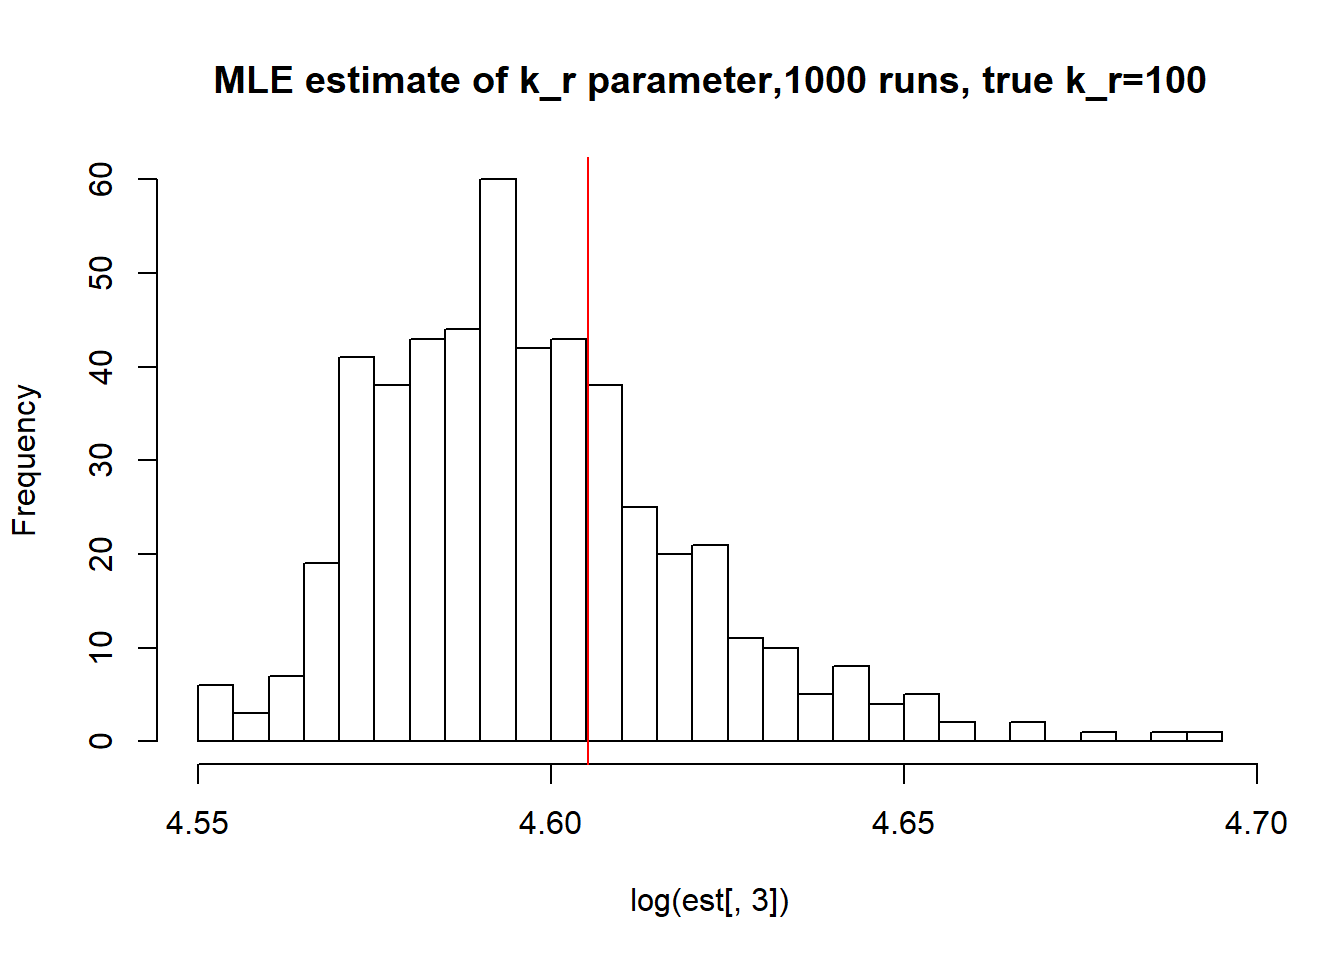 MLE estimate of k_r parameter,1000 runs, true k_r=100
Frequency
60
50
40
30
20
10
0
4.55 4.60 4.65 4.70
log(est[, 3])